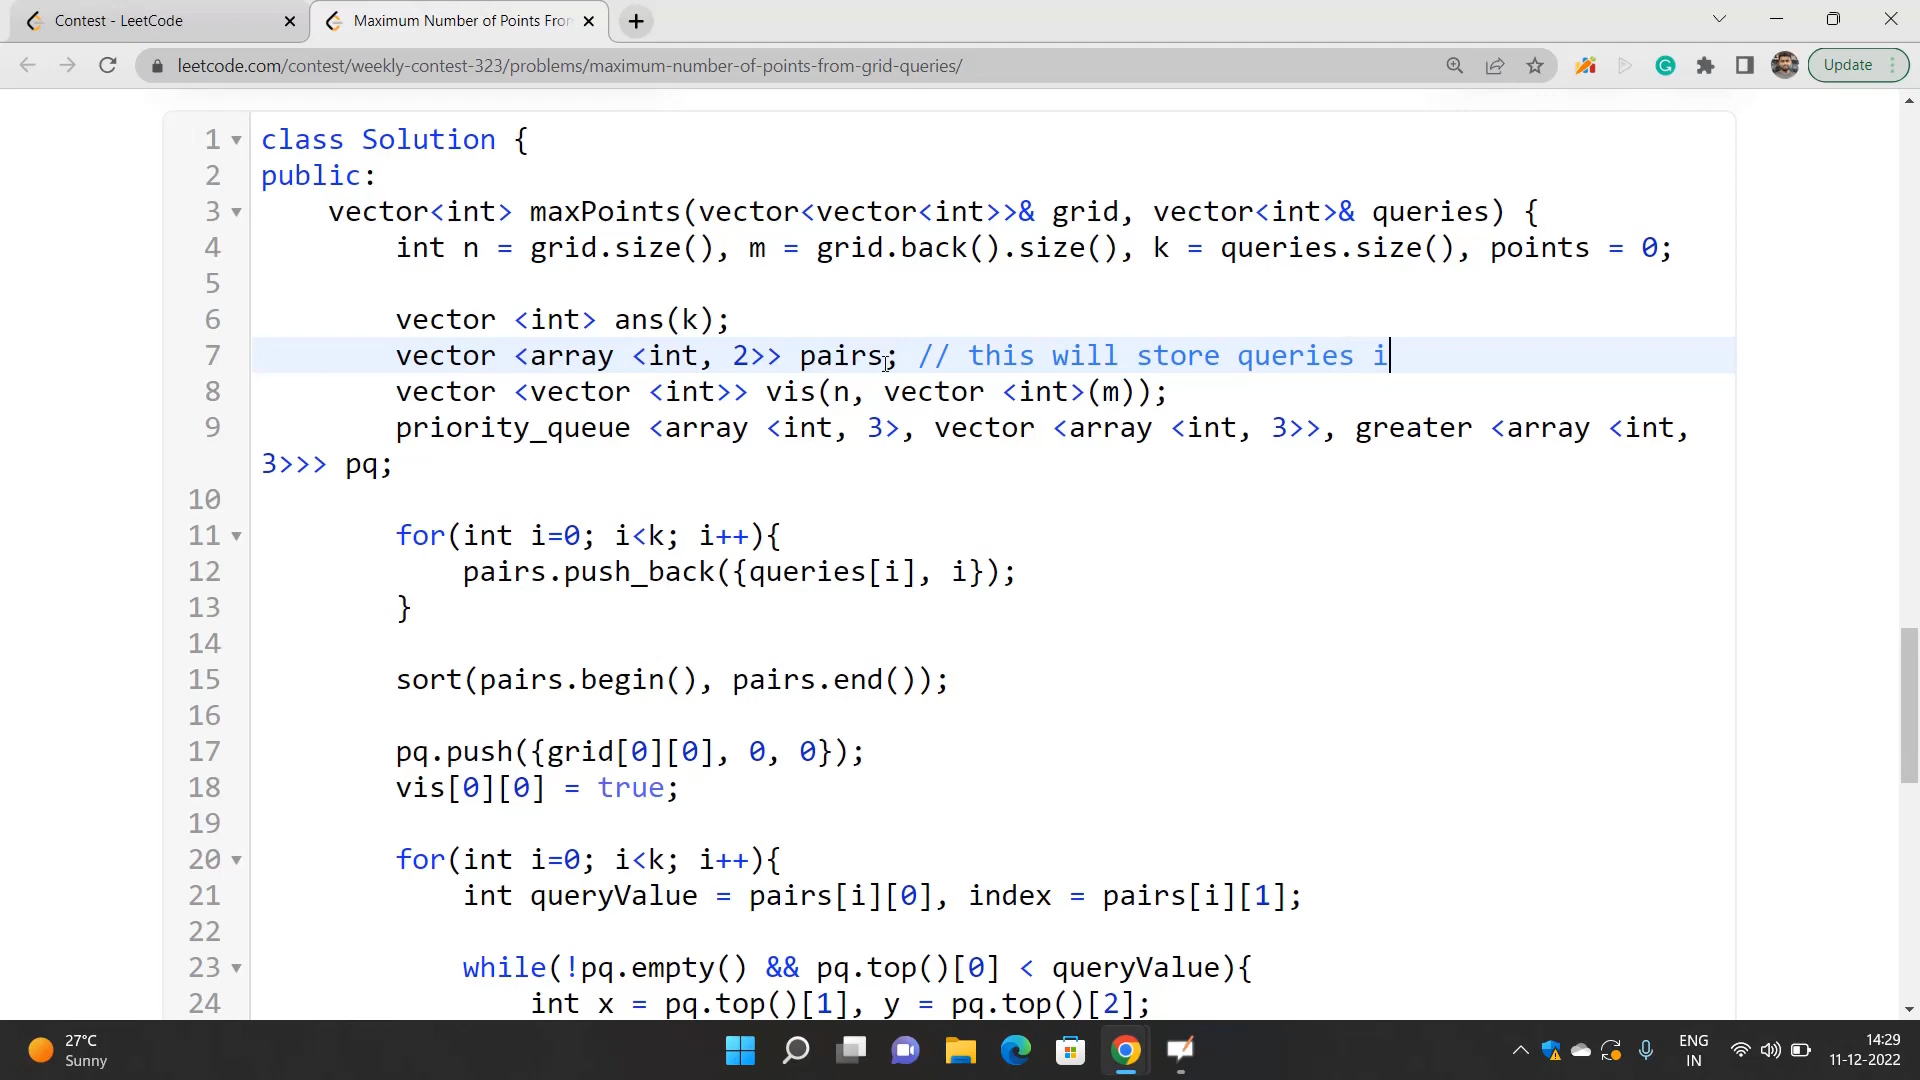 Contest - LeetCode
Maximum Number of Points Fro
leetcode.com/contest/weekly-contest-323/problems/maximum-number-of-points-from-grid-queries/
Update
1 class Solution {
2 public:
3 vector<int> maxPoints(vector<vector<int>>& grid, vector<int>& queries) {
4 int n = grid.size(), m = grid.back().size(), k = queries.size(), points = 0;
5
6 vector <int> ans(k);
7 vector <array <int, 2>> pairs; // this will store queries i
8 vector <vector <int>> vis(n, vector <int>(m));
9 priority_queue <array <int, 3>, vector <array <int, 3>>, greater <array <int,
3>>> pq;
10
11 for(int i=0; i<k; i++){
12 pairs.push_back({queries[i], i});
13 }
14
15 sort(pairs.begin(), pairs.end());
16
17 pq.push({grid[0][0], 0, 0});
18 vis[0][0] = true;
19
20 for(int i=0; i<k; i++){
21 int queryValue = pairs[i][0], index = pairs[i][1];
22
23 while(!pq.empty() && pq.top()[0] < queryValue){
24 int x = pq.top()[1], y = pq.top()[2];
27°C
Sunny
ENG
IN
14:29
11-12-2022